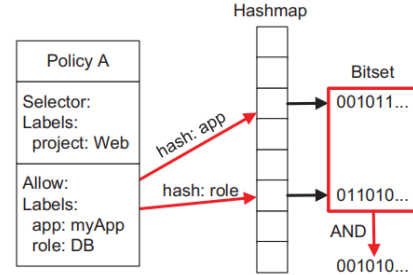 Hashmap
Policy A
Bitset
Selector:
Labels:
project: Web
hash: app
001011...
Allow:
Labels:
app: myApp
role: DB
hash: role
011010...
AND
001010...